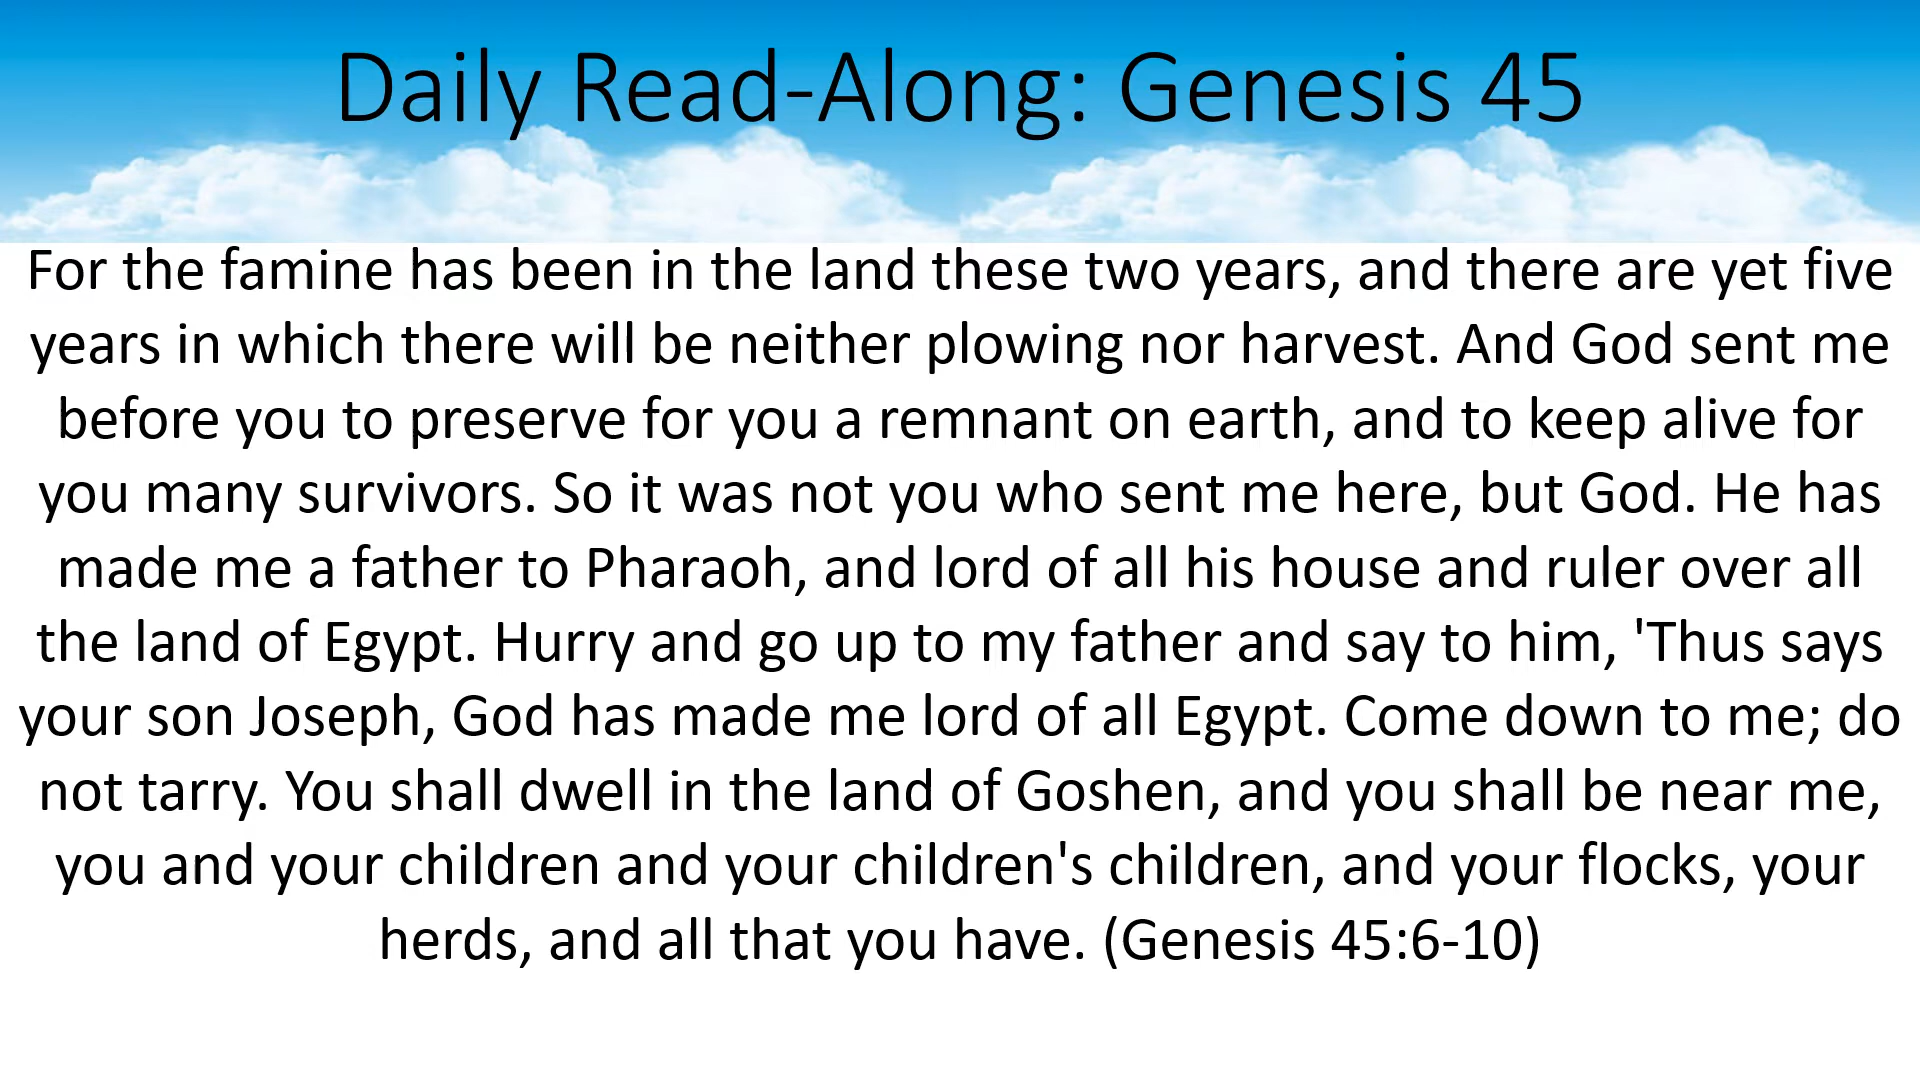 Daily Read-Along: Genesis 45
For the famine has been in the land these two years, and there are yet five
years in which there will be neither plowing nor harvest. And God sent me
before you to preserve for you a remnant on earth, and to keep alive for
you many survivors. So it was not you who sent me here, but God. He has
made me a father to Pharaoh, and lord of all his house and ruler over all
the land of Egypt. Hurry and go up to my father and say to him, 'Thus says
your son Joseph, God has made me lord of all Egypt. Come down to me; do
not tarry. You shall dwell in the land of Goshen, and you shall be near me,
you and your children and your children's children, and your flocks, your
herds, and all that you have. (Genesis 45:6-10)